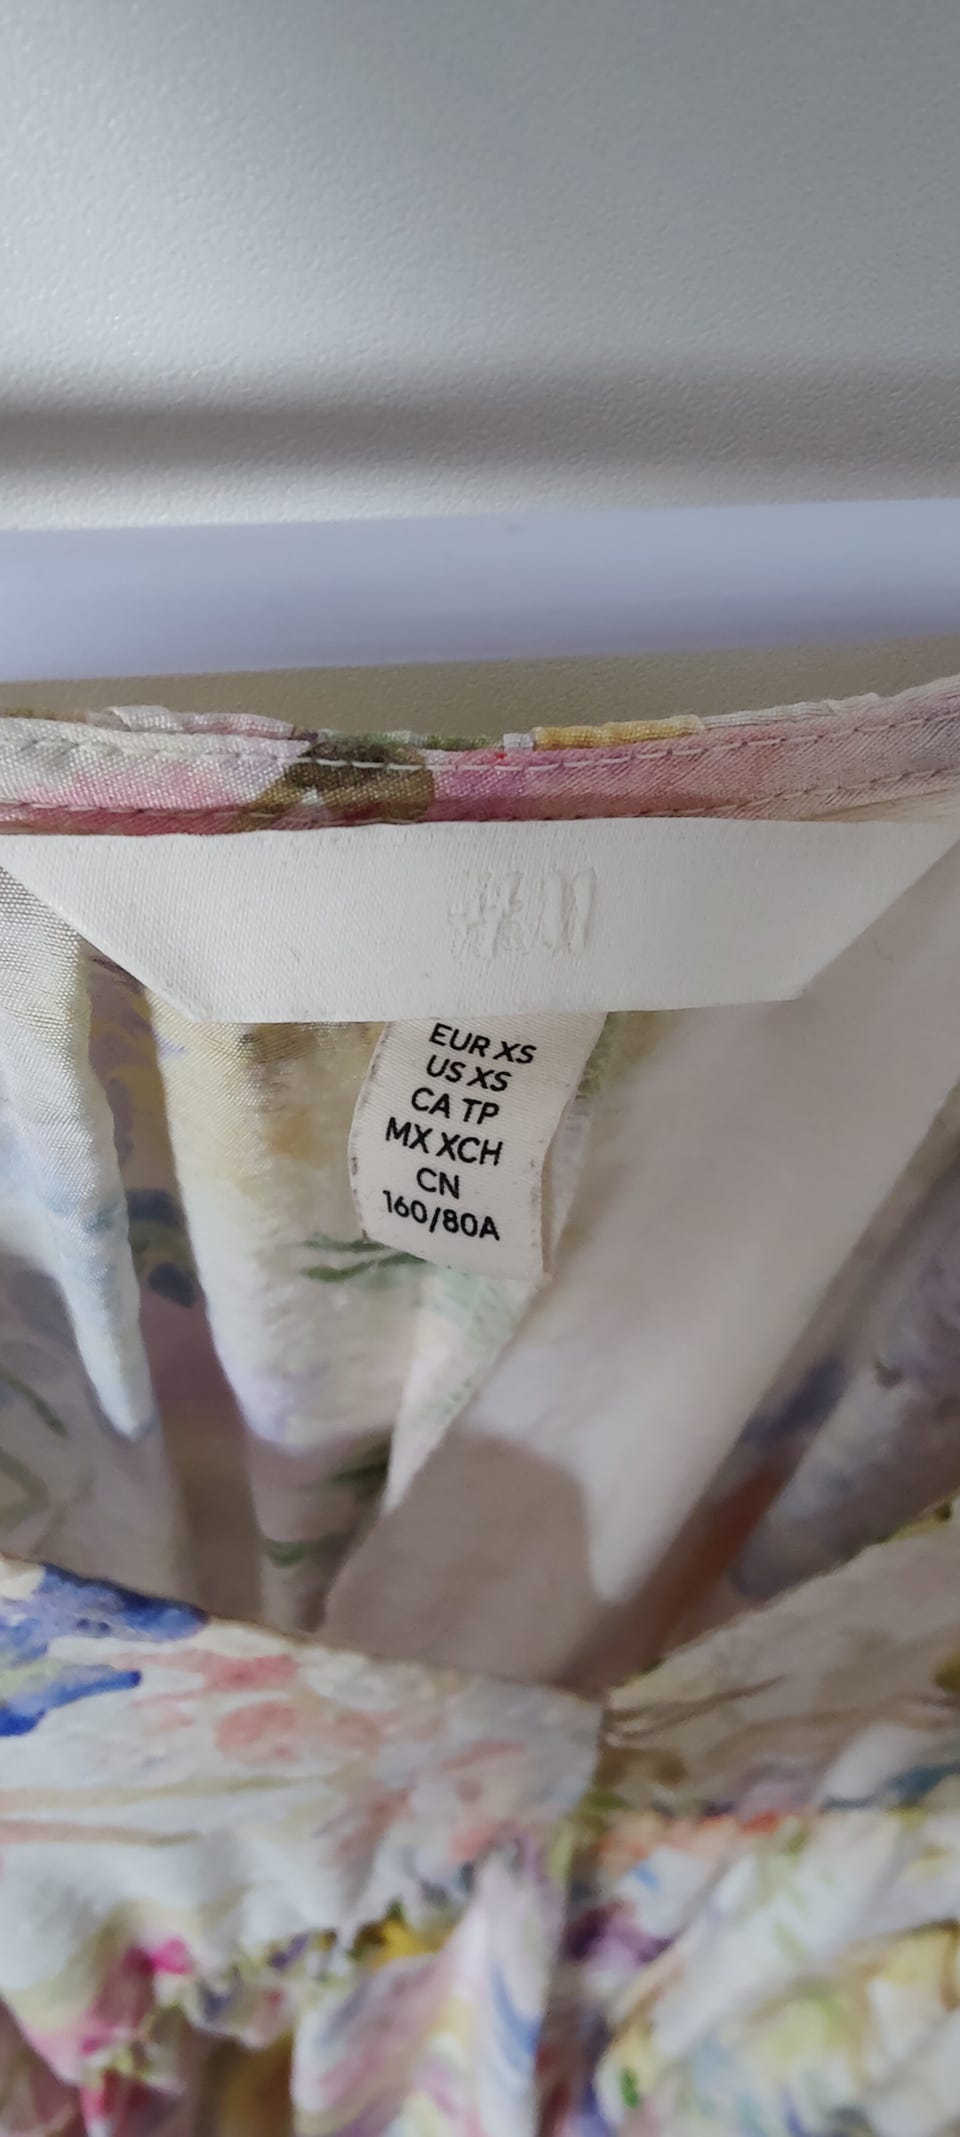 H&M
EUR XS
US XS
CA TP
MX XCH
CN
160/80A